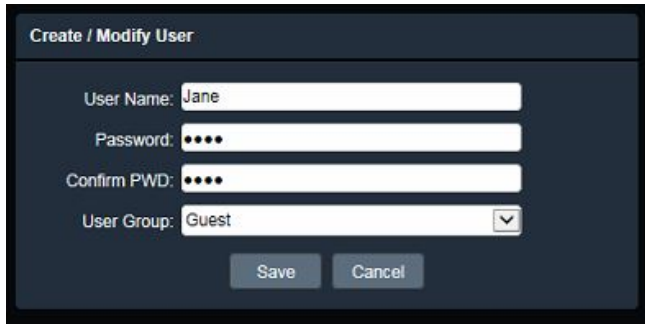 Create / Modify User
User Name: Jane
Password: ••••
Confirm PWD: ••••
User Group: Guest
Save Cancel